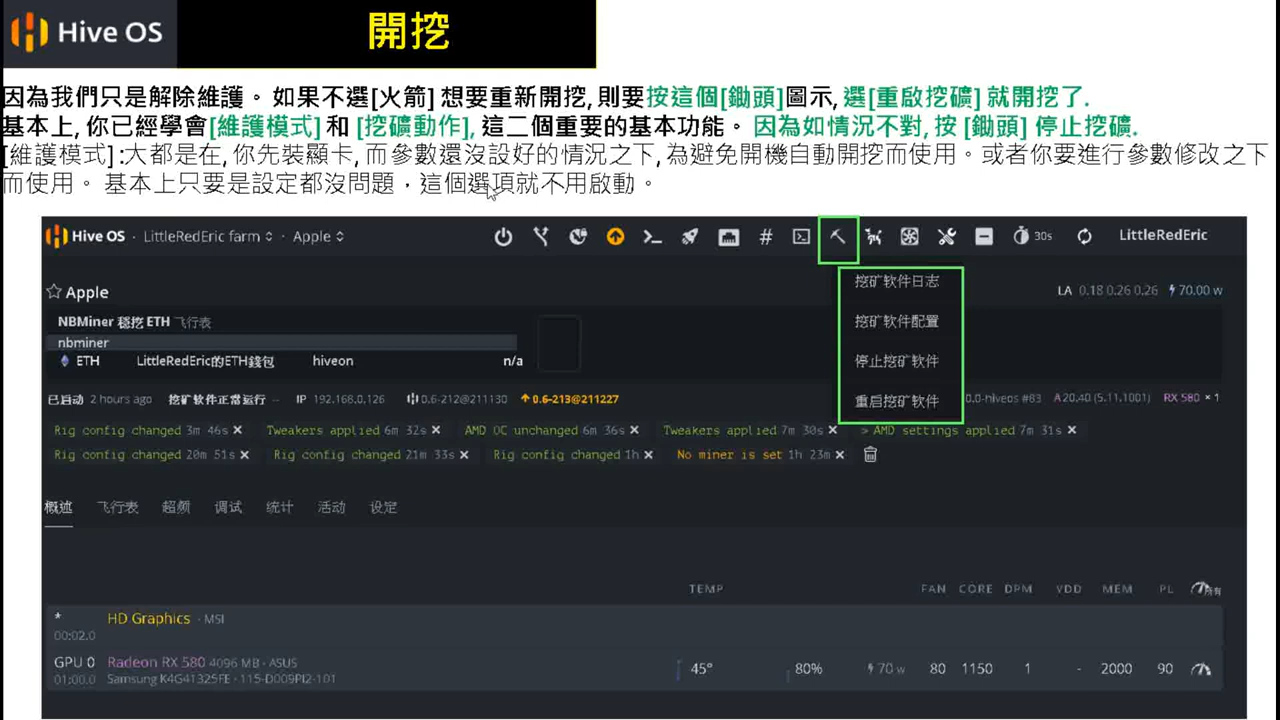 Hive OS
開挖
因為我們只是解除維護。 如果不選[火箭] 想要重新開挖, 則要按這個[鋤頭]圖示, 選[重啟挖礦] 就開挖了.
基本上, 你已經學會[維護模式] 和 [挖礦動作], 這二個重要的基本功能。 因為如情況不對, 按 [鋤頭] 停止挖礦.
[維護模式] :大都是在, 你先裝顯卡, 而參數還沒設好的情況之下, 為避免開機自動開挖而使用。或者你要進行參數修改之下
而使用。 基本上只要是設定都沒問題，這個選項就不用啟動。
Hive OS · LittleRedEric farm · Apple 30s LittleRedEric
挖矿软件日志
挖矿软件配置
停止挖矿软件
重启挖矿软件
Apple LA 0.18 0.26 0.26 70.00 w
NBMiner 穩挖 ETH 飞行表
nbminer
ETH LittleRedEric的ETH錢包 hiveon n/a
已启动 2 hours ago 挖矿软件正常运行 -- IP 192.168.0.126 0.6-212@211130 0.6-213@211227 0.0-hiveos #83 A 20.40 (5.11.1001) RX 580 × 1
Rig config changed 3m 46s × Tweakers applied 6m 32s × AMD OC unchanged 6m 36s × Tweakers applied 7m 30s × > AMD settings applied 7m 31s ×
Rig config changed 20m 51s × Rig config changed 21m 33s × Rig config changed 1h × No miner is set 1h 23m ×
概述 飞行表 超频 调试 统计 活动 设定
TEMP FAN CORE DPM VDD MEM PL 所有
* HD Graphics · MSI
00:02.0
GPU 0 Radeon RX 580 4096 MB · ASUS 45° 80% 70 w 80 1150 1 - 2000 90
01:00.0 Samsung K4G41325FE · 115-D009PI2-101